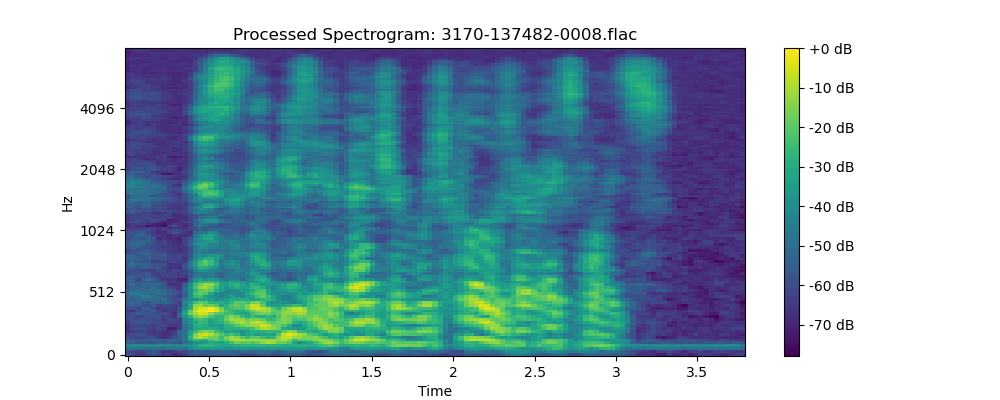 Processed Spectrogram: 3170-137482-0008.flac
Hz
4096
2048
1024
512
0
0 0.5 1 1.5 2 2.5 3 3.5
Time
+0 dB
-10 dB
-20 dB
-30 dB
-40 dB
-50 dB
-60 dB
-70 dB